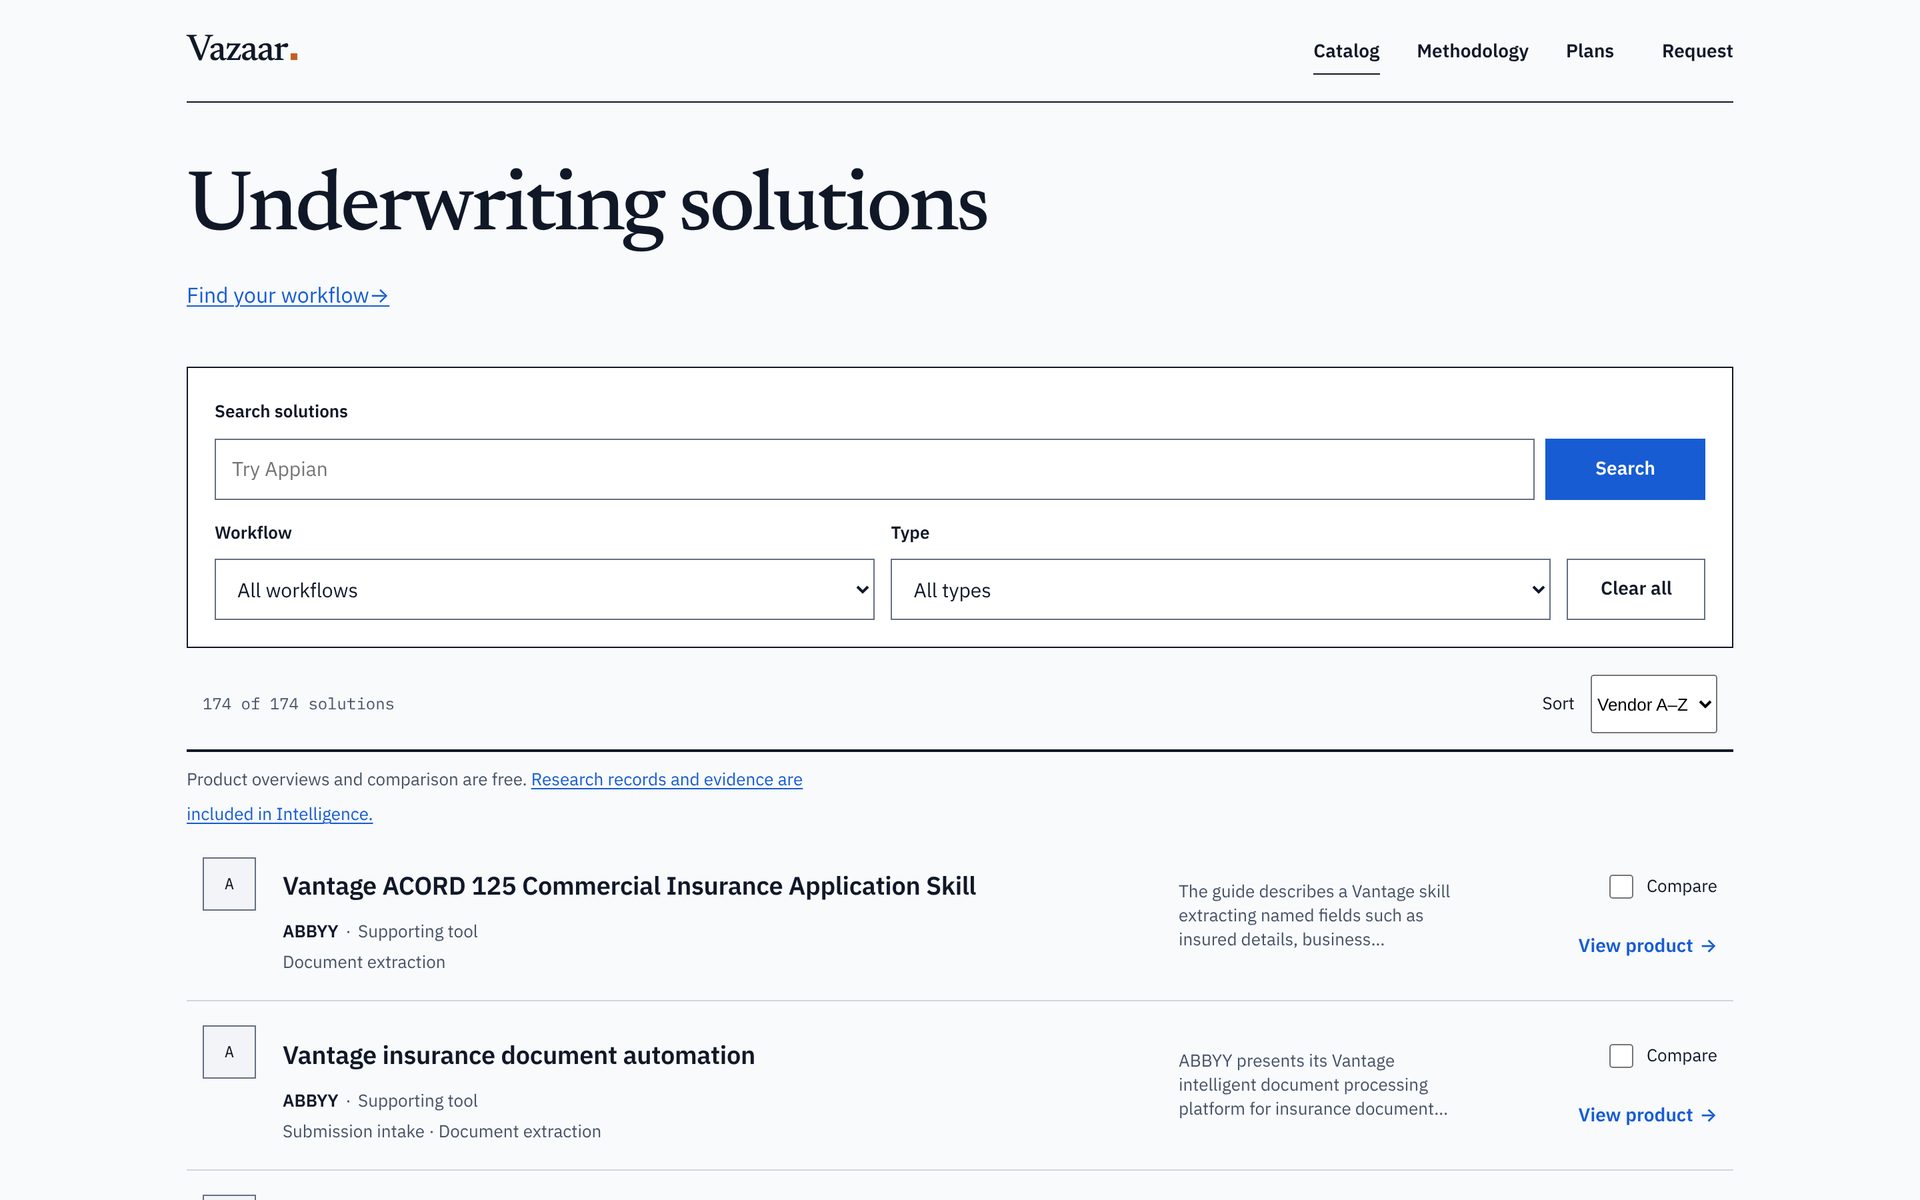 Vazaar.
Catalog
Methodology
Plans
Request
Underwriting solutions
Find your workflow→
Search solutions
Try Appian
Search
Workflow
Type
All workflows
All types
Clear all
174 of 174 solutions
Sort
Vendor A–Z
Product overviews and comparison are free. Research records and evidence are
included in Intelligence.
A
Vantage ACORD 125 Commercial Insurance Application Skill
ABBYY · Supporting tool
Document extraction
The guide describes a Vantage skill
extracting named fields such as
insured details, business...
Compare
View product →
A
Vantage insurance document automation
ABBYY · Supporting tool
Submission intake · Document extraction
ABBYY presents its Vantage
intelligent document processing
platform for insurance document...
Compare
View product →